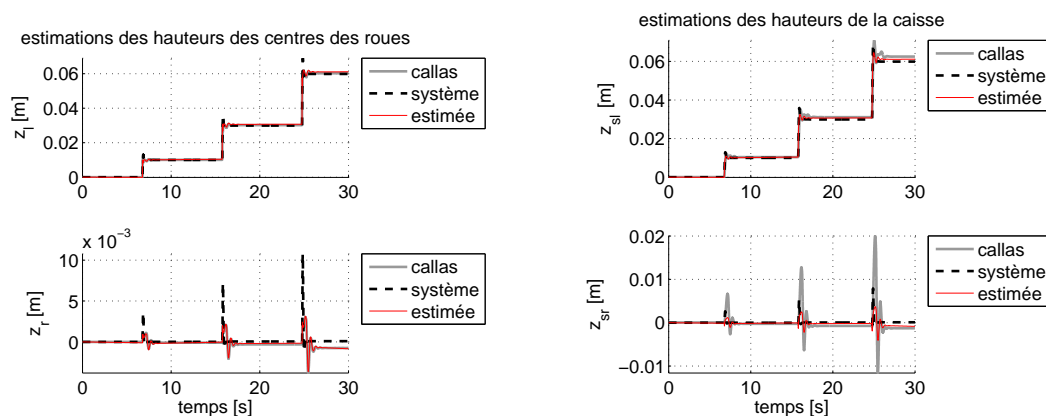 estimations des hauteurs des centres des roues
0.06
0.04
0.02
0
z_l [m]
0 10 20 30
callas
système
estimée
x 10^−3
10
5
0
z_r [m]
0 10 20 30
temps [s]
callas
système
estimée
estimations des hauteurs de la caisse
0.06
0.04
0.02
0
z_sl [m]
0 10 20 30
callas
système
estimée
0.02
0.01
0
−0.01
z_sr [m]
0 10 20 30
temps [s]
callas
système
estimée